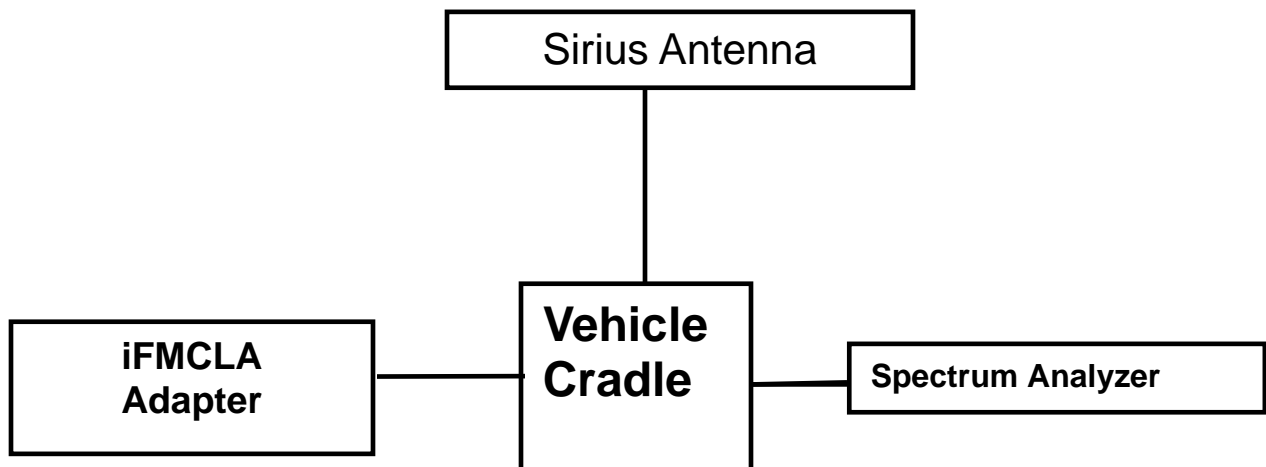 Sirius Antenna
Vehicle
Cradle
iFMCLA
Adapter
Spectrum Analyzer